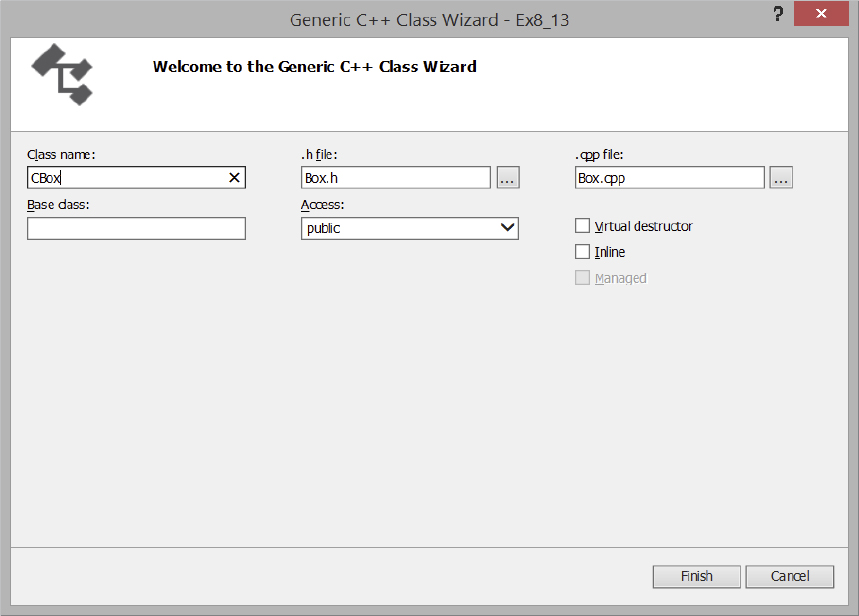 Generic C++ Class Wizard - Ex8_13
?
Welcome to the Generic C++ Class Wizard
Class name:
.h file:
.cpp file:
CBox
Box.h
...
Box.cpp
...
Base class:
Access:
public
Virtual destructor
Inline
Managed
Finish
Cancel